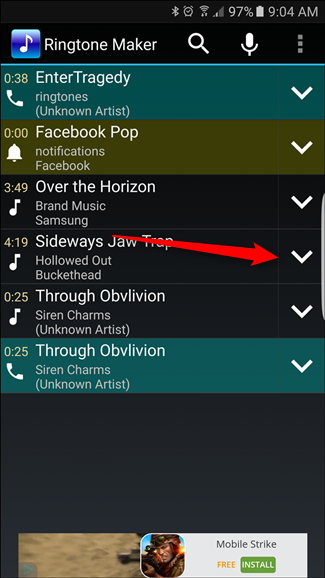 97% 9:04 AM
Ringtone Maker
0:38 EnterTragedy
ringtones
(Unknown Artist)
0:00 Facebook Pop
notifications
Facebook
3:49 Over the Horizon
Brand Music
Samsung
4:19 Sideways Jaw Trap
Hollowed Out
Buckethead
0:25 Through Obvlivion
Siren Charms
(Unknown Artist)
0:25 Through Obvlivion
Siren Charms
(Unknown Artist)
Mobile Strike
FREE INSTALL